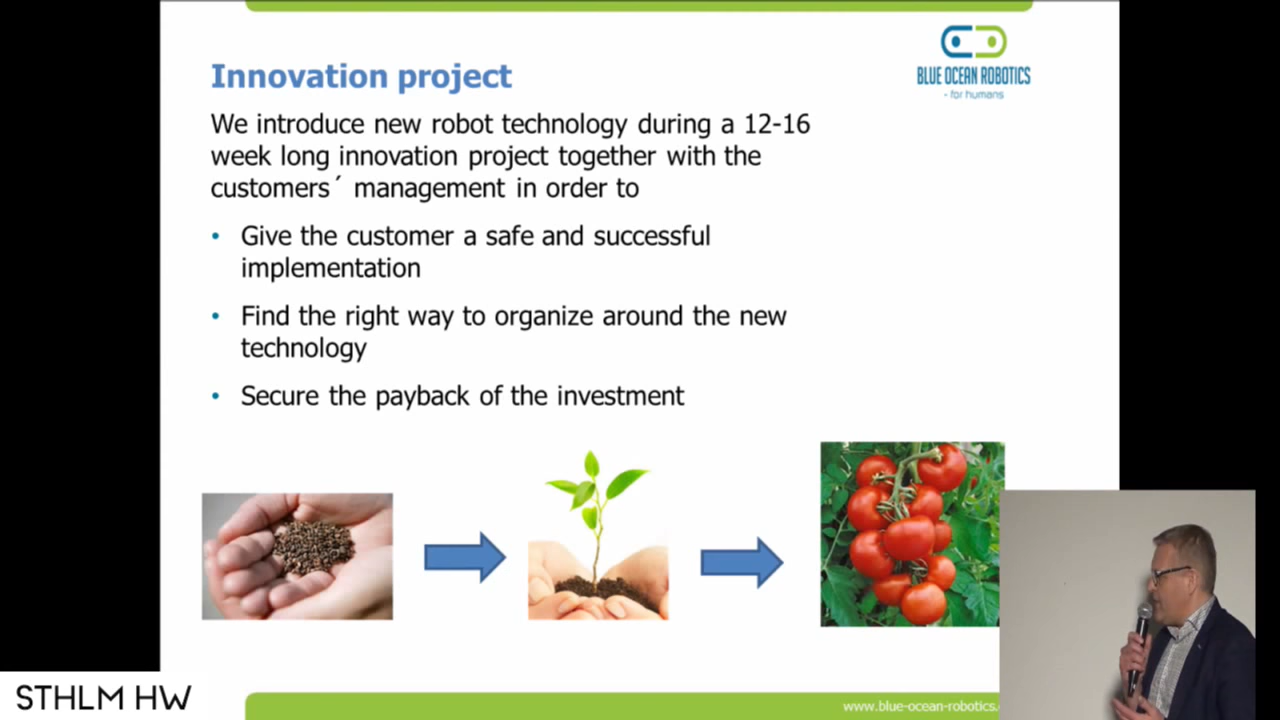 BLUE OCEAN ROBOTICS
- for humans
Innovation project
We introduce new robot technology during a 12-16
week long innovation project together with the
customers´ management in order to
• Give the customer a safe and successful
implementation
• Find the right way to organize around the new
technology
• Secure the payback of the investment
STHLM HW
www.blue-ocean-robotics.